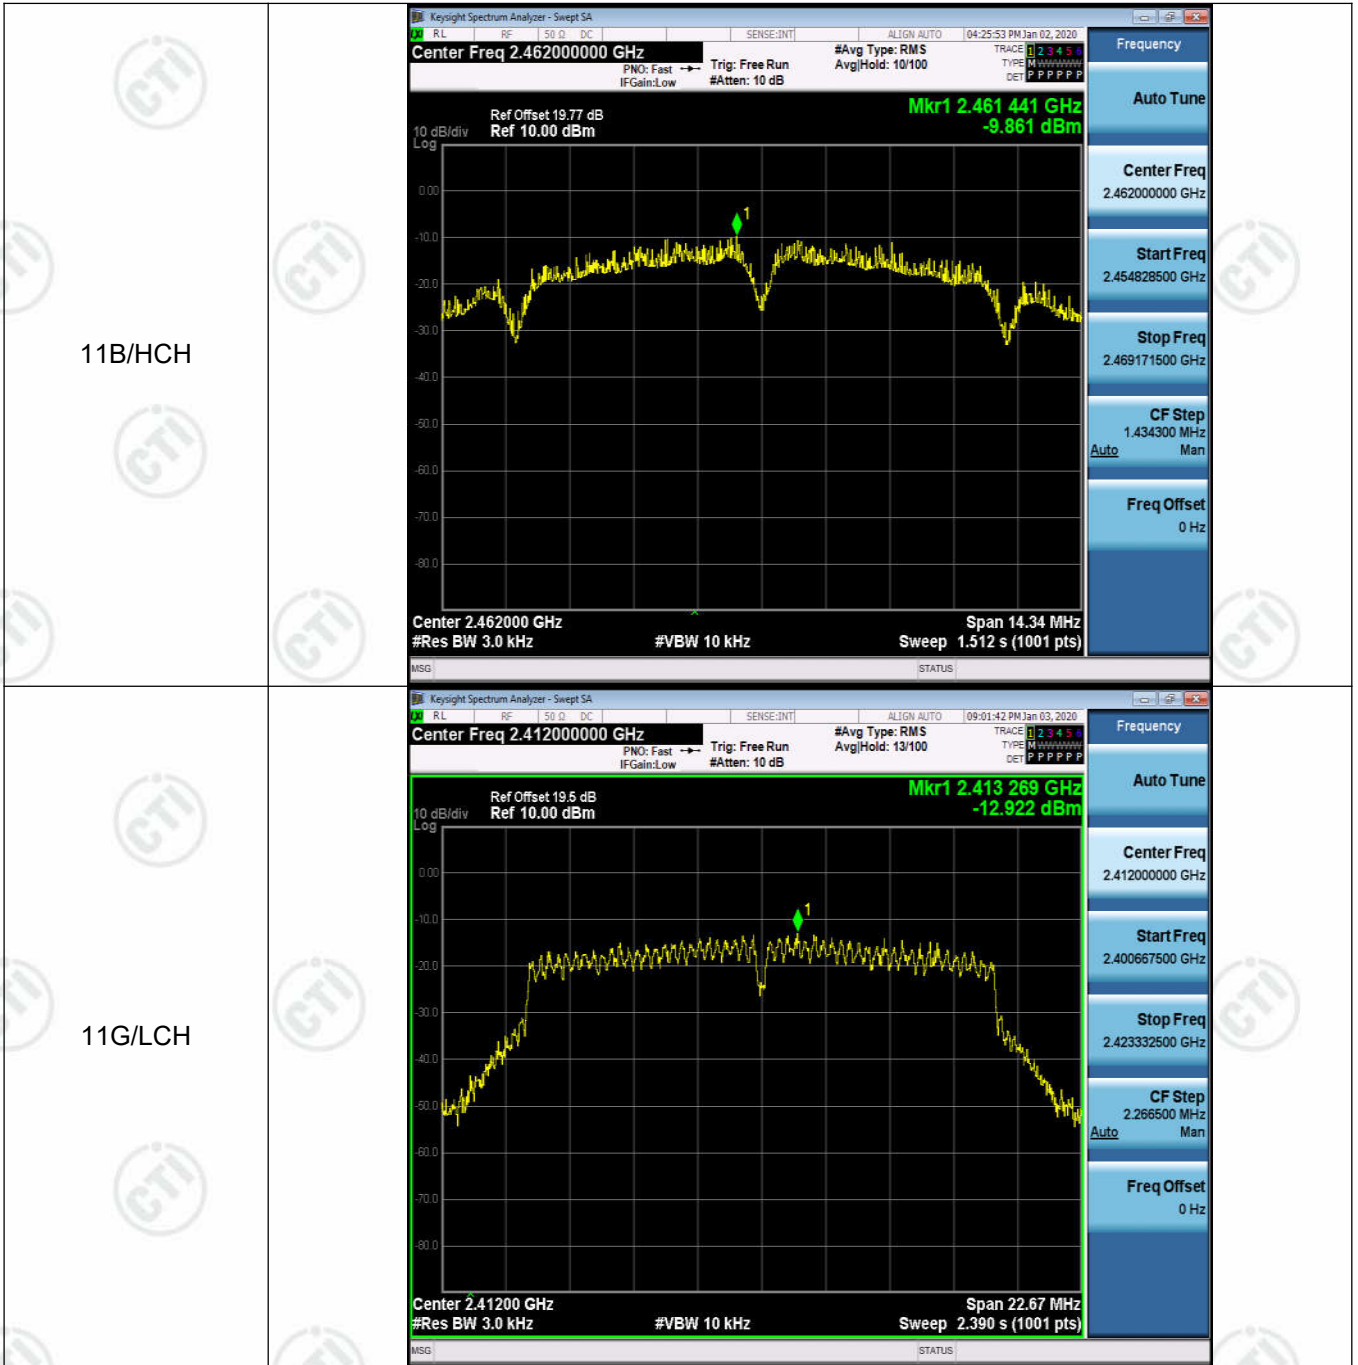 11B/HCH
Keysight Spectrum Analyzer - Swept SA
RL RF 50 Ω DC SENSE:INT ALIGN AUTO 04:25:53 PM Jan 02, 2020
Center Freq 2.462000000 GHz
PNO: Fast
IFGain:Low
Trig: Free Run
#Atten: 10 dB
#Avg Type: RMS
Avg|Hold: 10/100
TRACE 1 2 3 4 5 6
TYPE M WWWWW
DET P P P P P P
Mkr1 2.461 441 GHz
-9.861 dBm
Ref Offset 19.77 dB
10 dB/div Ref 10.00 dBm
Log
0.00
-10.0
-20.0
-30.0
-40.0
-50.0
-60.0
-70.0
-80.0
1
Center 2.462000 GHz Span 14.34 MHz
#Res BW 3.0 kHz #VBW 10 kHz Sweep 1.512 s (1001 pts)
MSG STATUS
Frequency
Auto Tune
Center Freq
2.462000000 GHz
Start Freq
2.454828500 GHz
Stop Freq
2.469171500 GHz
CF Step
1.434300 MHz
Auto Man
Freq Offset
0 Hz
11G/LCH
Keysight Spectrum Analyzer - Swept SA
RL RF 50 Ω DC SENSE:INT ALIGN AUTO 09:01:42 PM Jan 03, 2020
Center Freq 2.412000000 GHz
PNO: Fast
IFGain:Low
Trig: Free Run
#Atten: 10 dB
#Avg Type: RMS
Avg|Hold: 13/100
TRACE 1 2 3 4 5 6
TYPE M WWWWW
DET P P P P P P
Mkr1 2.413 269 GHz
-12.922 dBm
Ref Offset 19.5 dB
10 dB/div Ref 10.00 dBm
Log
0.00
-10.0
-20.0
-30.0
-40.0
-50.0
-60.0
-70.0
-80.0
1
Center 2.41200 GHz Span 22.67 MHz
#Res BW 3.0 kHz #VBW 10 kHz Sweep 2.390 s (1001 pts)
MSG STATUS
Frequency
Auto Tune
Center Freq
2.412000000 GHz
Start Freq
2.400667500 GHz
Stop Freq
2.423332500 GHz
CF Step
2.266500 MHz
Auto Man
Freq Offset
0 Hz
CTI
CTI
CTI
CTI
CTI
CTI
CTI
CTI
CTI
CTI
CTI
CTI
CTI